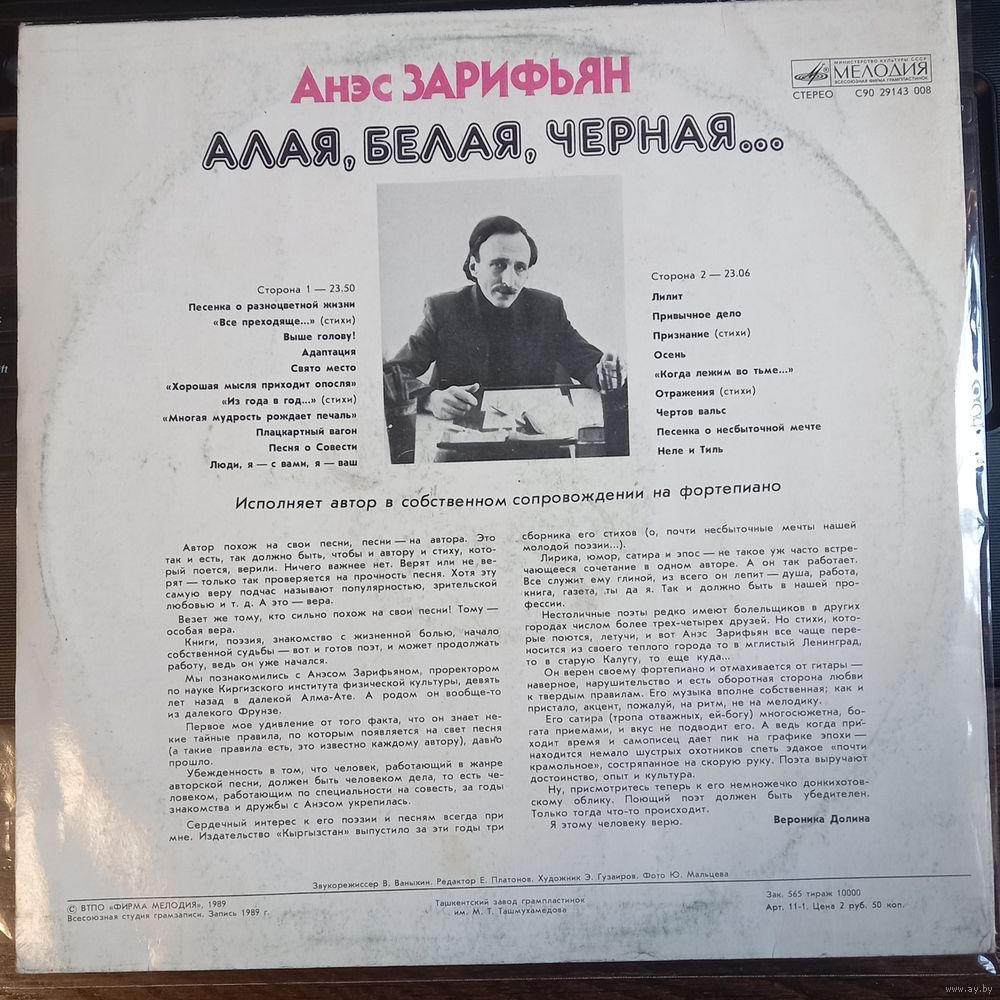 Анэс ЗАРИФЬЯН
МИНИСТЕРСТВО КУЛЬТУРЫ СССР
МЕЛОДИЯ
ВСЕСОЮЗНАЯ ФИРМА ГРАМПЛАСТИНОК
СТЕРЕО С90 29143 008
АЛАЯ, БЕЛАЯ, ЧЕРНАЯ...
Сторона 1 — 23.50
Песенка о разноцветной жизни
«Все преходяще...» (стихи)
Выше голову!
Адаптация
Свято место
«Хорошая мысля приходит опосля»
«Из года в год...» (стихи)
«Многая мудрость рождает печаль»
Плацкартный вагон
Песня о Совести
Люди, я — с вами, я — ваш
Сторона 2 — 23.06
Лилит
Привычное дело
Признание (стихи)
Осень
«Когда лежим во тьме...»
Отражения (стихи)
Чертов вальс
Песенка о несбыточной мечте
Неле и Тиль
Исполняет автор в собственном сопровождении на фортепиано
Автор похож на свои песни, песни — на автора. Это
так и есть, так должно быть, чтобы и автору и стиху, кото-
рый поется, верили. Ничего важнее нет. Верят или не ве-
рят — только так проверяется на прочность песня. Хотя эту
самую веру подчас называют популярностью, зрительской
любовью и т. д. А это — вера.
Везет же тому, кто сильно похож на свои песни! Тому —
особая вера.
Книги, поэзия, знакомство с жизненной болью, начало
собственной судьбы — вот и готов поэт, и может продолжать
работу, ведь он уже начался.
Мы познакомились с Анэсом Зарифьяном, проректором
по науке Киргизского института физической культуры, девять
лет назад в далекой Алма-Ате. А родом он вообще-то
из далекого Фрунзе.
Первое мое удивление от того факта, что он знает не-
кие тайные правила, по которым появляется на свет песня
(а такие правила есть, это известно каждому автору), давно
прошло.
Убежденность в том, что человек, работающий в жанре
авторской песни, должен быть человеком дела, то есть че-
ловеком, работающим по специальности на совесть, за годы
знакомства и дружбы с Анэсом укрепилась.
Сердечный интерес к его поэзии и песням всегда при
мне. Издательство «Кыргызстан» выпустило за эти годы три
сборника его стихов (о, почти несбыточные мечты нашей
молодой поэзии...).
Лирика, юмор, сатира и эпос — не такое уж часто встре-
чающееся сочетание в одном авторе. А он так работает.
Все служит ему глиной, из всего он лепит — душа, работа,
книга, газета, ты да я. Так и должно быть в нашей про-
фессии.
Нестоличные поэты редко имеют болельщиков в других
городах числом более трех-четырех друзей. Но стихи, кото-
рые поются, летучи, и вот Анэс Зарифьян все чаще пере-
носится из своего теплого города то в мглистый Ленинград,
то в старую Калугу, то еще куда...
Он верен своему фортепиано и отмахивается от гитары —
наверное, нарушительство и есть оборотная сторона любви
к твердым правилам. Его музыка вполне собственная; как и
пристало, акцент, пожалуй, на ритм, не на мелодику.
Его сатира (тропа отважных, ей-богу) многосюжетна, бо-
гата приемами, и вкус не подводит его. А ведь когда при-
ходит время и самописец дает пик на графике эпохи —
находится немало шустрых охотников спеть эдакое «почти
крамольное», состряпанное на скорую руку. Поэта выручают
достоинство, опыт и культура.
Ну, присмотритесь теперь к его немножечко донкихотов-
скому облику. Поющий поэт должен быть убедителен.
Только тогда что-то происходит.
Я этому человеку верю.
Вероника Долина
Звукорежиссер В. Ваныкин. Редактор Е. Платонов. Художник Э. Гузаиров. Фото Ю. Мальцева
© ВТПО «ФИРМА МЕЛОДИЯ», 1989
Всесоюзная студия грамзаписи. Запись 1989 г.
Ташкентский завод грампластинок
им. М. Т. Ташмухамедова
Зак. 565 тираж 10000
Арт. 11-1. Цена 2 руб. 50 коп.
www.ay.by